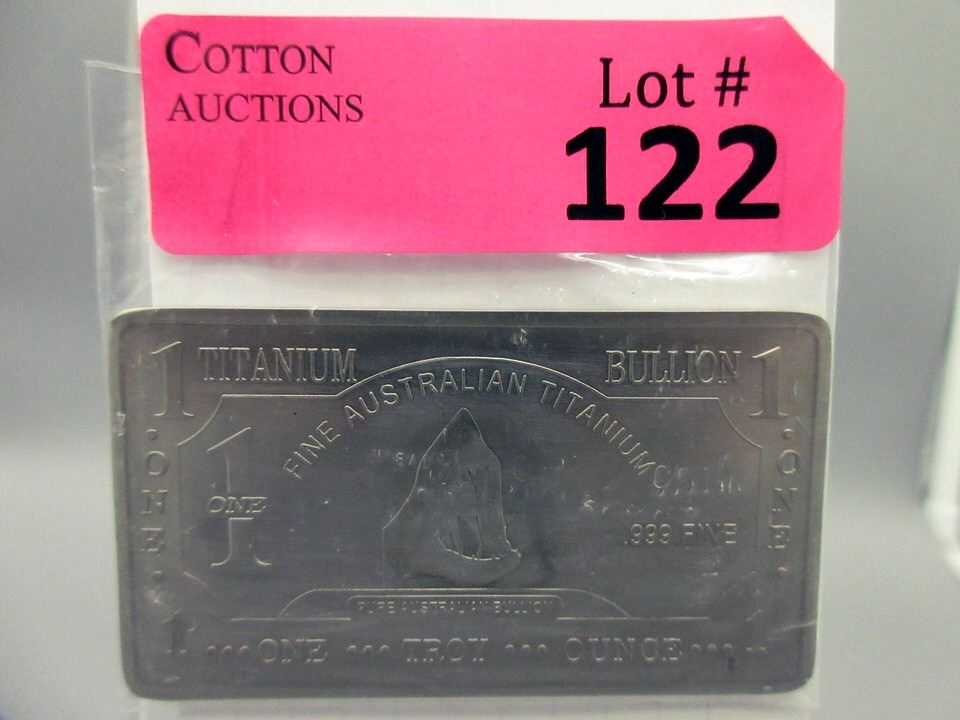 COTTON
AUCTIONS
Lot #
122
1 TITANIUM BULLION 1
FINE AUSTRALIAN TITANIUM
ONE
1
ONE
ONE
.999 FINE
PURE AUSTRALIAN BULLION
1 ONE TROY OUNCE